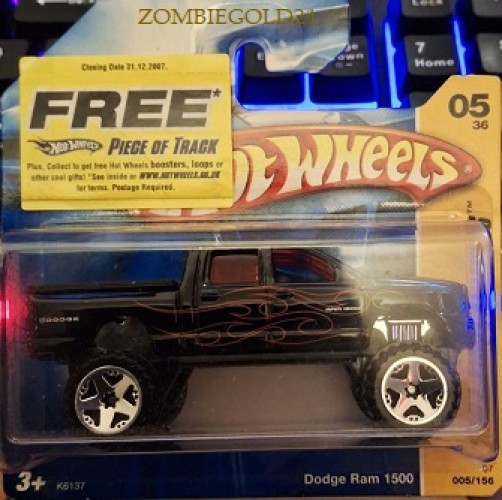 ZOMBIEGOLD21
Closing Date 31.12.2007.
FREE*
Hot Wheels PIECE OF TRACK
Plus, Collect to get free Hot Wheels boosters, loops or
other cool gifts! *See inside or WWW.HOTWHEELS.CO.UK
for terms. Postage Required.
Hot Wheels®
05
36
7
Home
Lock
DODGE
3+
K6137
Dodge Ram 1500
07
005/156